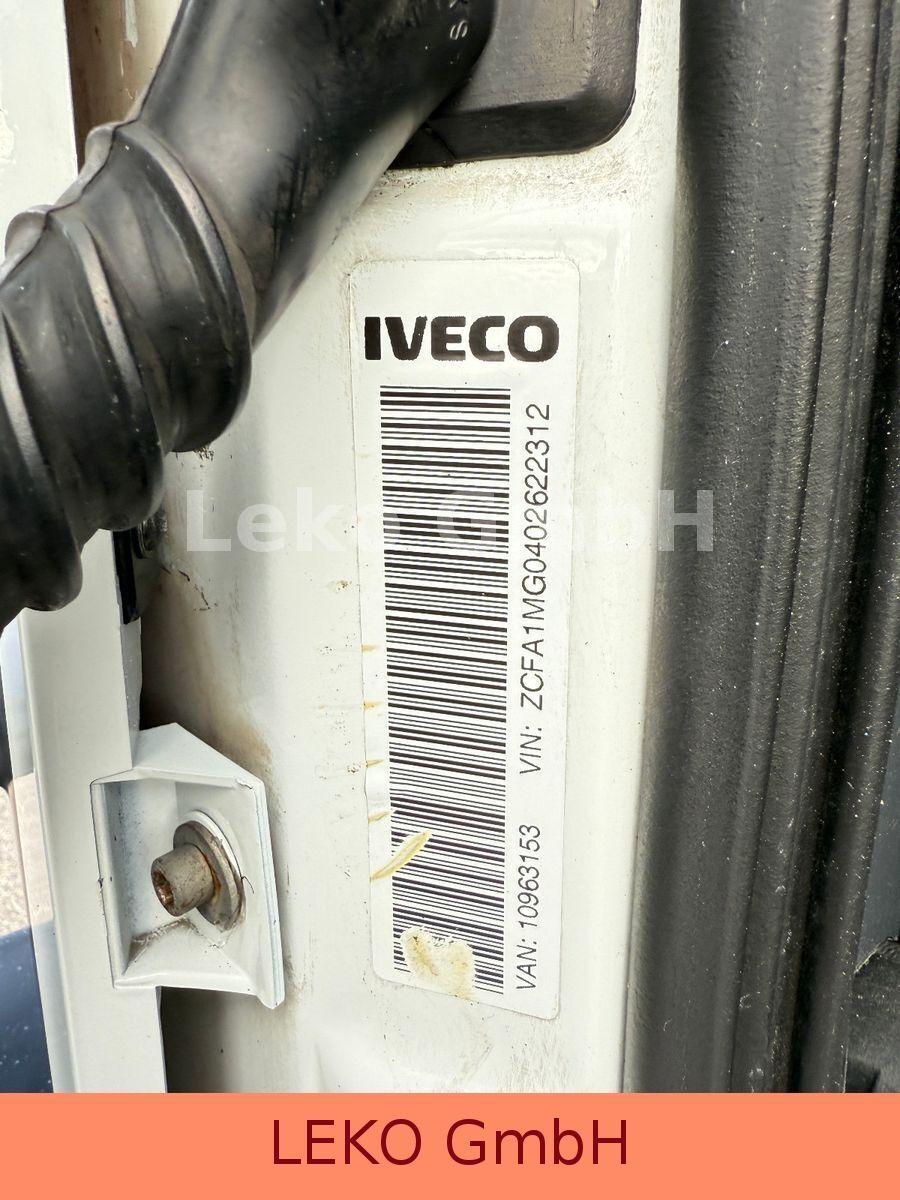 IVECO
VAN: 10963153 VIN: ZCFA1MG0402622312
Leko GmbH
LEKO GmbH